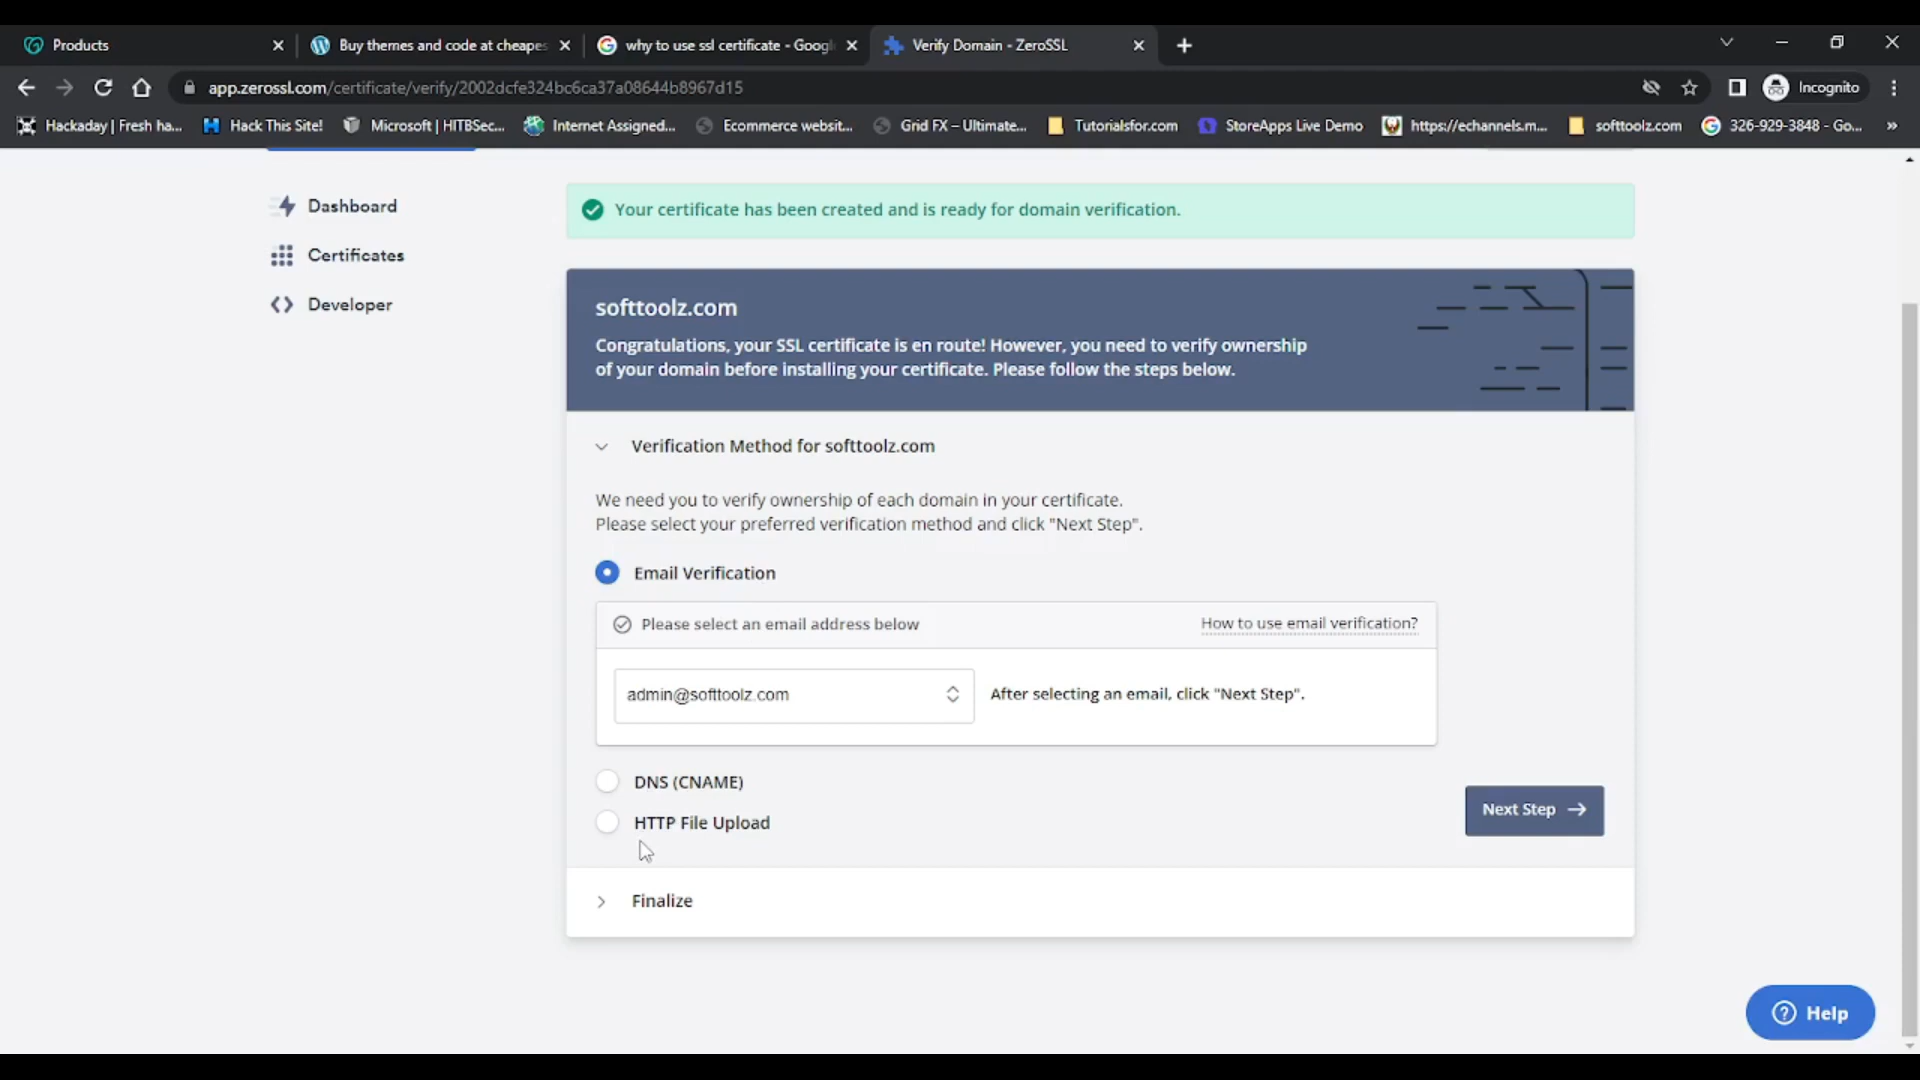 Products
Buy themes and code at cheapes
why to use ssl certificate - Googl
Verify Domain - ZeroSSL
app.zerossl.com/certificate/verify/2002dcfe324bc6ca37a08644b8967d15
Incognito
Hackaday | Fresh ha...
Hack This Site!
Microsoft | HITBSec...
Internet Assigned...
Ecommerce websit...
Grid FX – Ultimate...
Tutorialsfor.com
StoreApps Live Demo
https://echannels.m...
softtoolz.com
326-929-3848 - Go...
»
Dashboard
Certificates
Developer
Your certificate has been created and is ready for domain verification.
softtoolz.com
Congratulations, your SSL certificate is en route! However, you need to verify ownership
of your domain before installing your certificate. Please follow the steps below.
Verification Method for softtoolz.com
We need you to verify ownership of each domain in your certificate.
Please select your preferred verification method and click "Next Step".
Email Verification
Please select an email address below
How to use email verification?
admin@softtoolz.com
After selecting an email, click "Next Step".
DNS (CNAME)
HTTP File Upload
Next Step
Finalize
Help